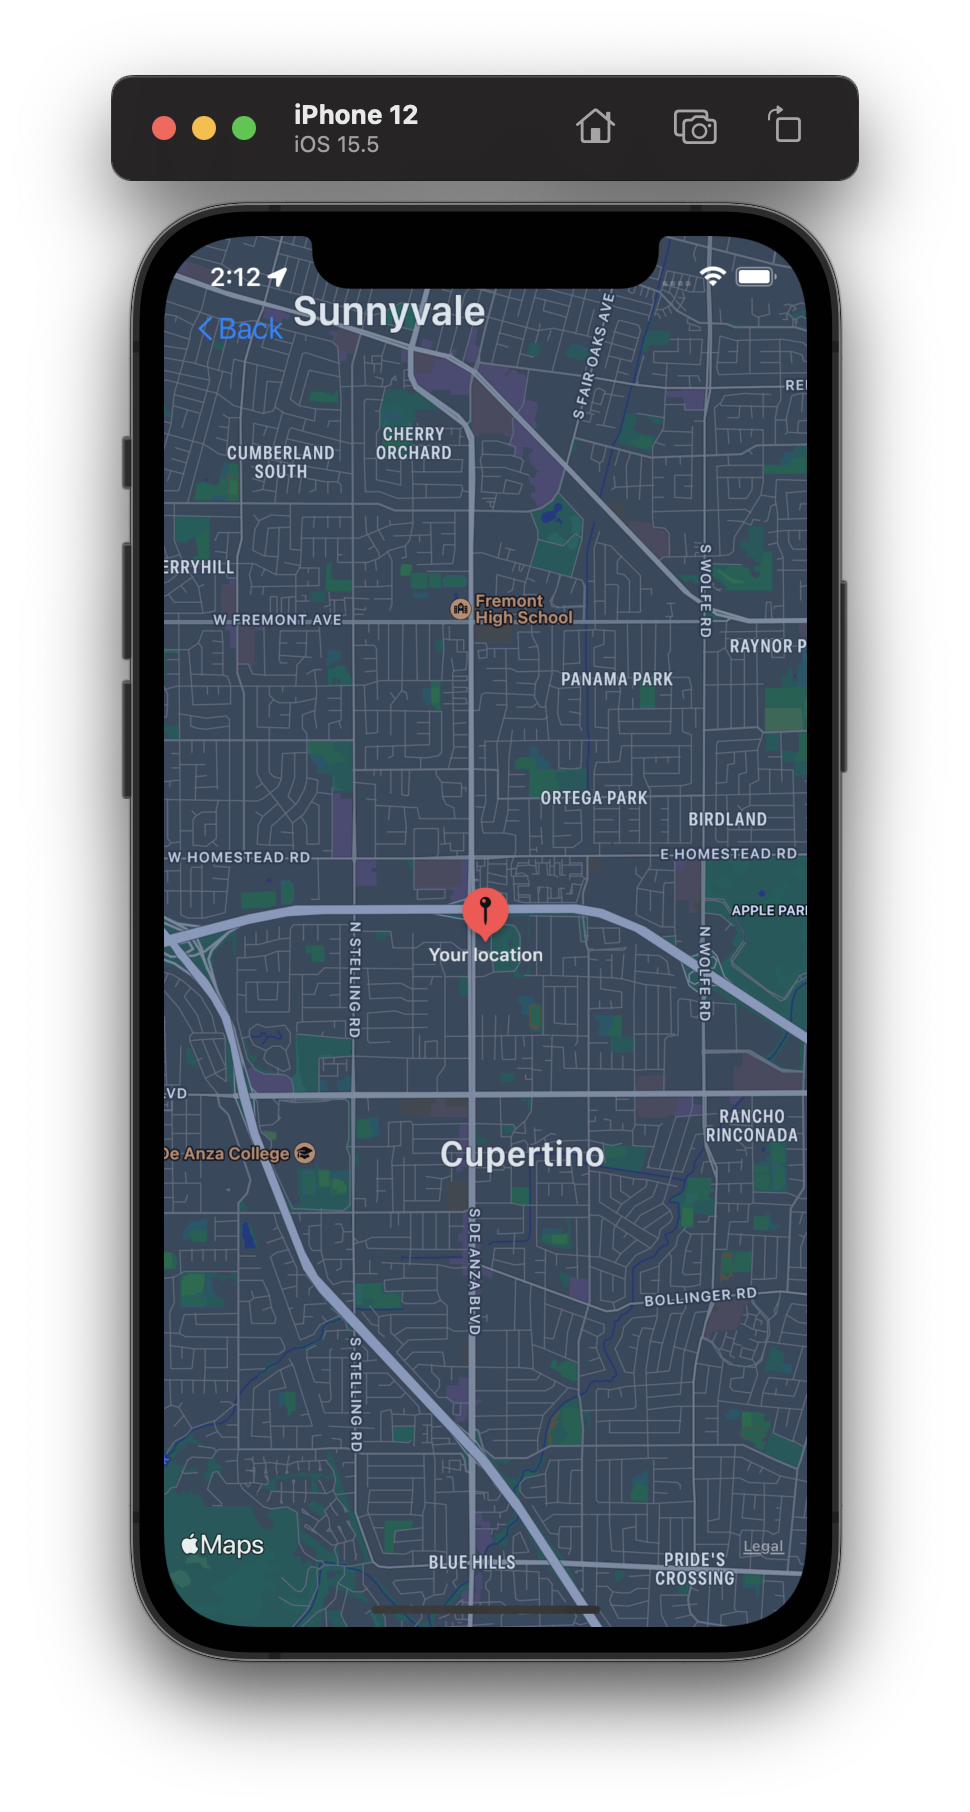 iPhone 12
iOS 15.5
2:12
Back
Sunnyvale
S FAIR OAKS AVE
CHERRY
ORCHARD
CUMBERLAND
SOUTH
ERRYHILL
S WOLFE RD
Fremont
High School
W FREMONT AVE
RAYNOR P
PANAMA PARK
ORTEGA PARK
BIRDLAND
W HOMESTEAD RD
E HOMESTEAD RD
APPLE PAR
N STELLING RD
N WOLFE RD
Your location
LVD
RANCHO
RINCONADA
De Anza College
Cupertino
S DE ANZA BLVD
BOLLINGER RD
S STELLING RD
Maps
Legal
BLUE HILLS
PRIDE'S
CROSSING